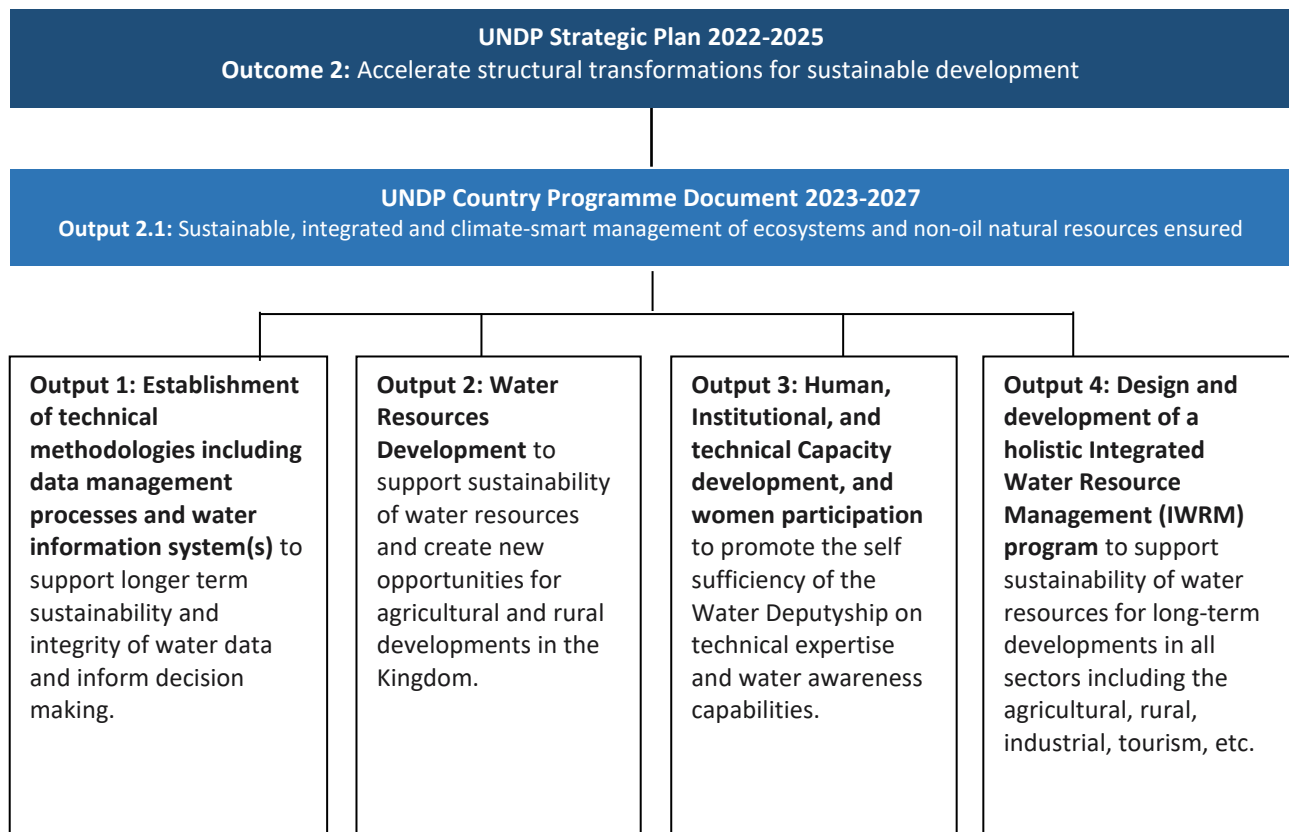 UNDP Strategic Plan 2022-2025
Outcome 2: Accelerate structural transformations for sustainable development
UNDP Country Programme Document 2023-2027
Output 2.1: Sustainable, integrated and climate-smart management of ecosystems and non-oil natural resources ensured
Output 1: Establishment
of technical
methodologies including
data management
processes and water
information system(s) to
support longer term
sustainability and
integrity of water data
and inform decision
making.
Output 2: Water
Resources
Development to
support sustainability
of water resources
and create new
opportunities for
agricultural and rural
developments in the
Kingdom.
Output 3: Human,
Institutional, and
technical Capacity
development, and
women participation
to promote the self
sufficiency of the
Water Deputyship on
technical expertise
and water awareness
capabilities.
Output 4: Design and
development of a
holistic Integrated
Water Resource
Management (IWRM)
program to support
sustainability of water
resources for long-term
developments in all
sectors including the
agricultural, rural,
industrial, tourism, etc.